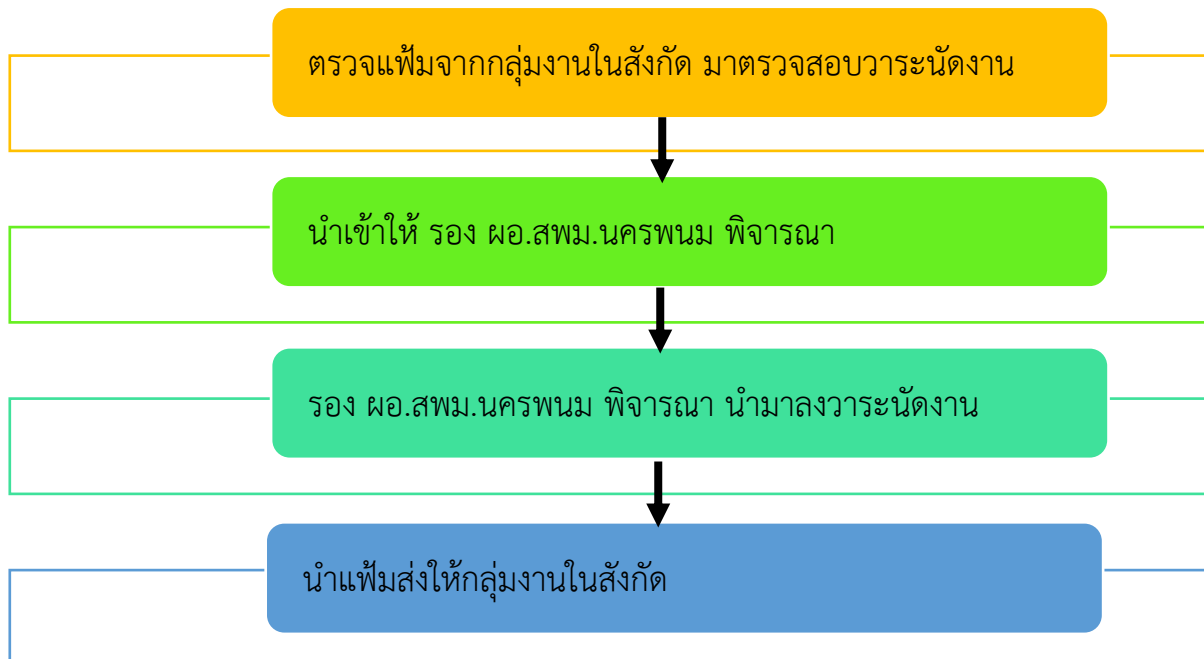 ตรวจแฟ้มจากกลุ่มงานในสังกัด มาตรวจสอบวาระนัดงาน
นำเข้าให้ รอง ผอ.สพม.นครพนม พิจารณา
รอง ผอ.สพม.นครพนม พิจารณา นำมาลงวาระนัดงาน
นำแฟ้มส่งให้กลุ่มงานในสังกัด